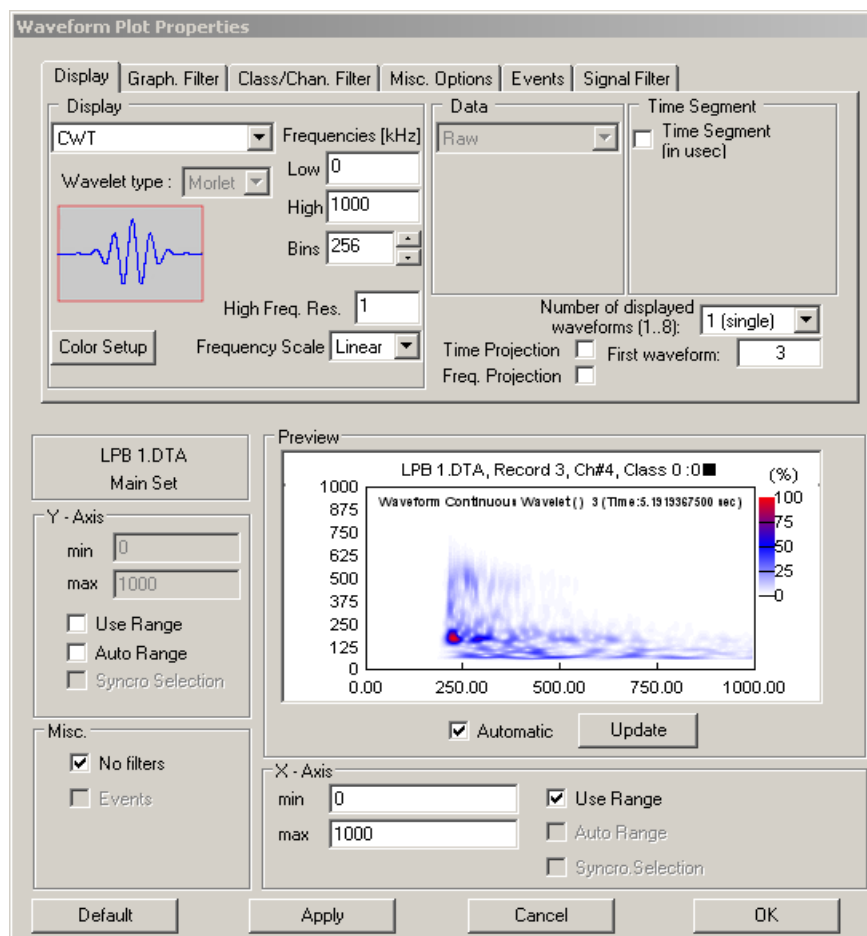 Waveform Plot Properties
Display Graph. Filter Class/Chan. Filter Misc. Options Events Signal Filter
Display
CWT
Frequencies [kHz]
Low 0
Wavelet type : Morlet
High 1000
Bins 256
High Freq. Res. 1
Color Setup
Frequency Scale Linear
Data
Raw
Time Segment
Time Segment
(in usec)
Number of displayed
waveforms (1..8): 1 (single)
Time Projection
First waveform: 3
Freq. Projection
LPB 1.DTA
Main Set
Y - Axis
min 0
max 1000
Use Range
Auto Range
Syncro Selection
Misc.
No filters
Events
Preview
LPB 1.DTA, Record 3, Ch#4, Class 0 :0
(%)
Waveform Continuous Wavelet () 3 (Time:5.1919367500 sec)
1000
875
750
625
500
375
250
125
0
0.00 250.00 500.00 750.00 1000.00
100
75
50
25
0
Automatic
Update
X - Axis
min 0
max 1000
Use Range
Auto Range
Syncro.Selection
Default Apply Cancel OK